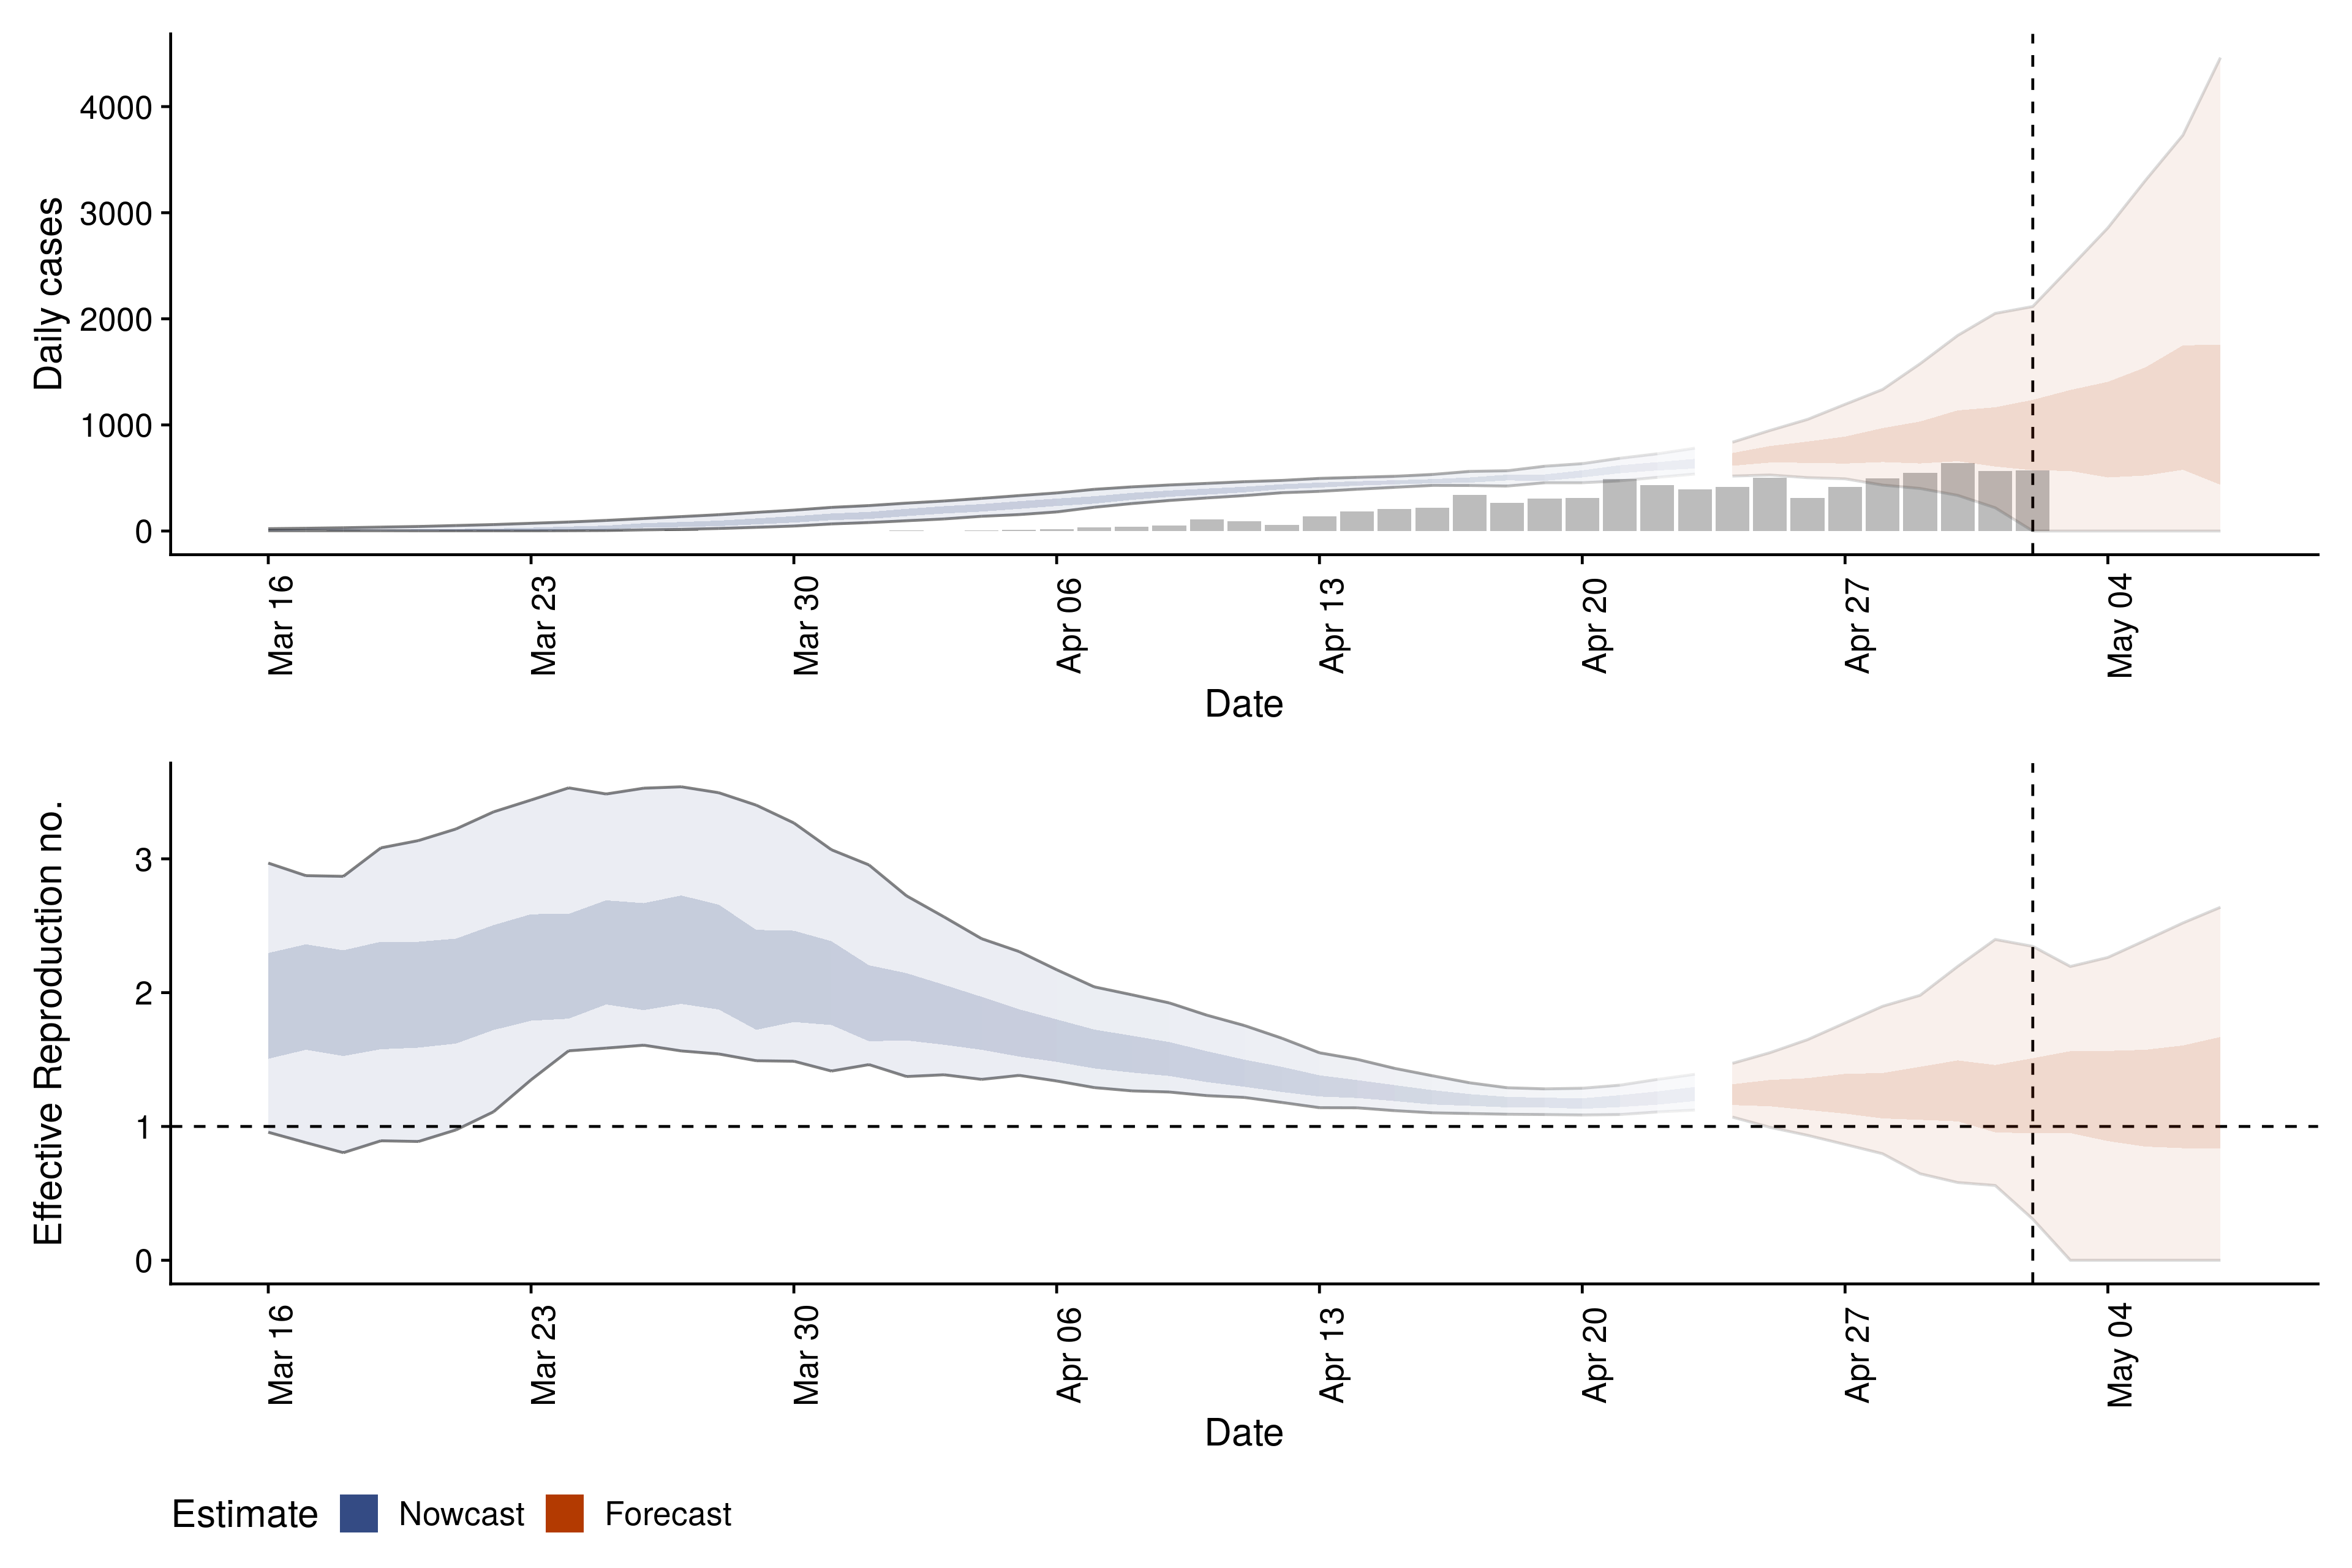 Daily cases
4000
3000
2000
1000
0
Mar 16
Mar 23
Mar 30
Apr 06
Apr 13
Apr 20
Apr 27
May 04
Date
Effective Reproduction no.
3
2
1
0
Mar 16
Mar 23
Mar 30
Apr 06
Apr 13
Apr 20
Apr 27
May 04
Date
Estimate Nowcast Forecast